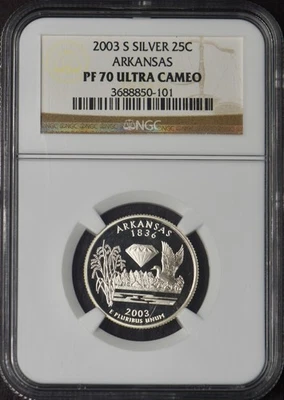 2003 S SILVER 25C
ARKANSAS
PF 70 ULTRA CAMEO
3688850-101
NGC
ARKANSAS
1836
2003
E PLURIBUS UNUM